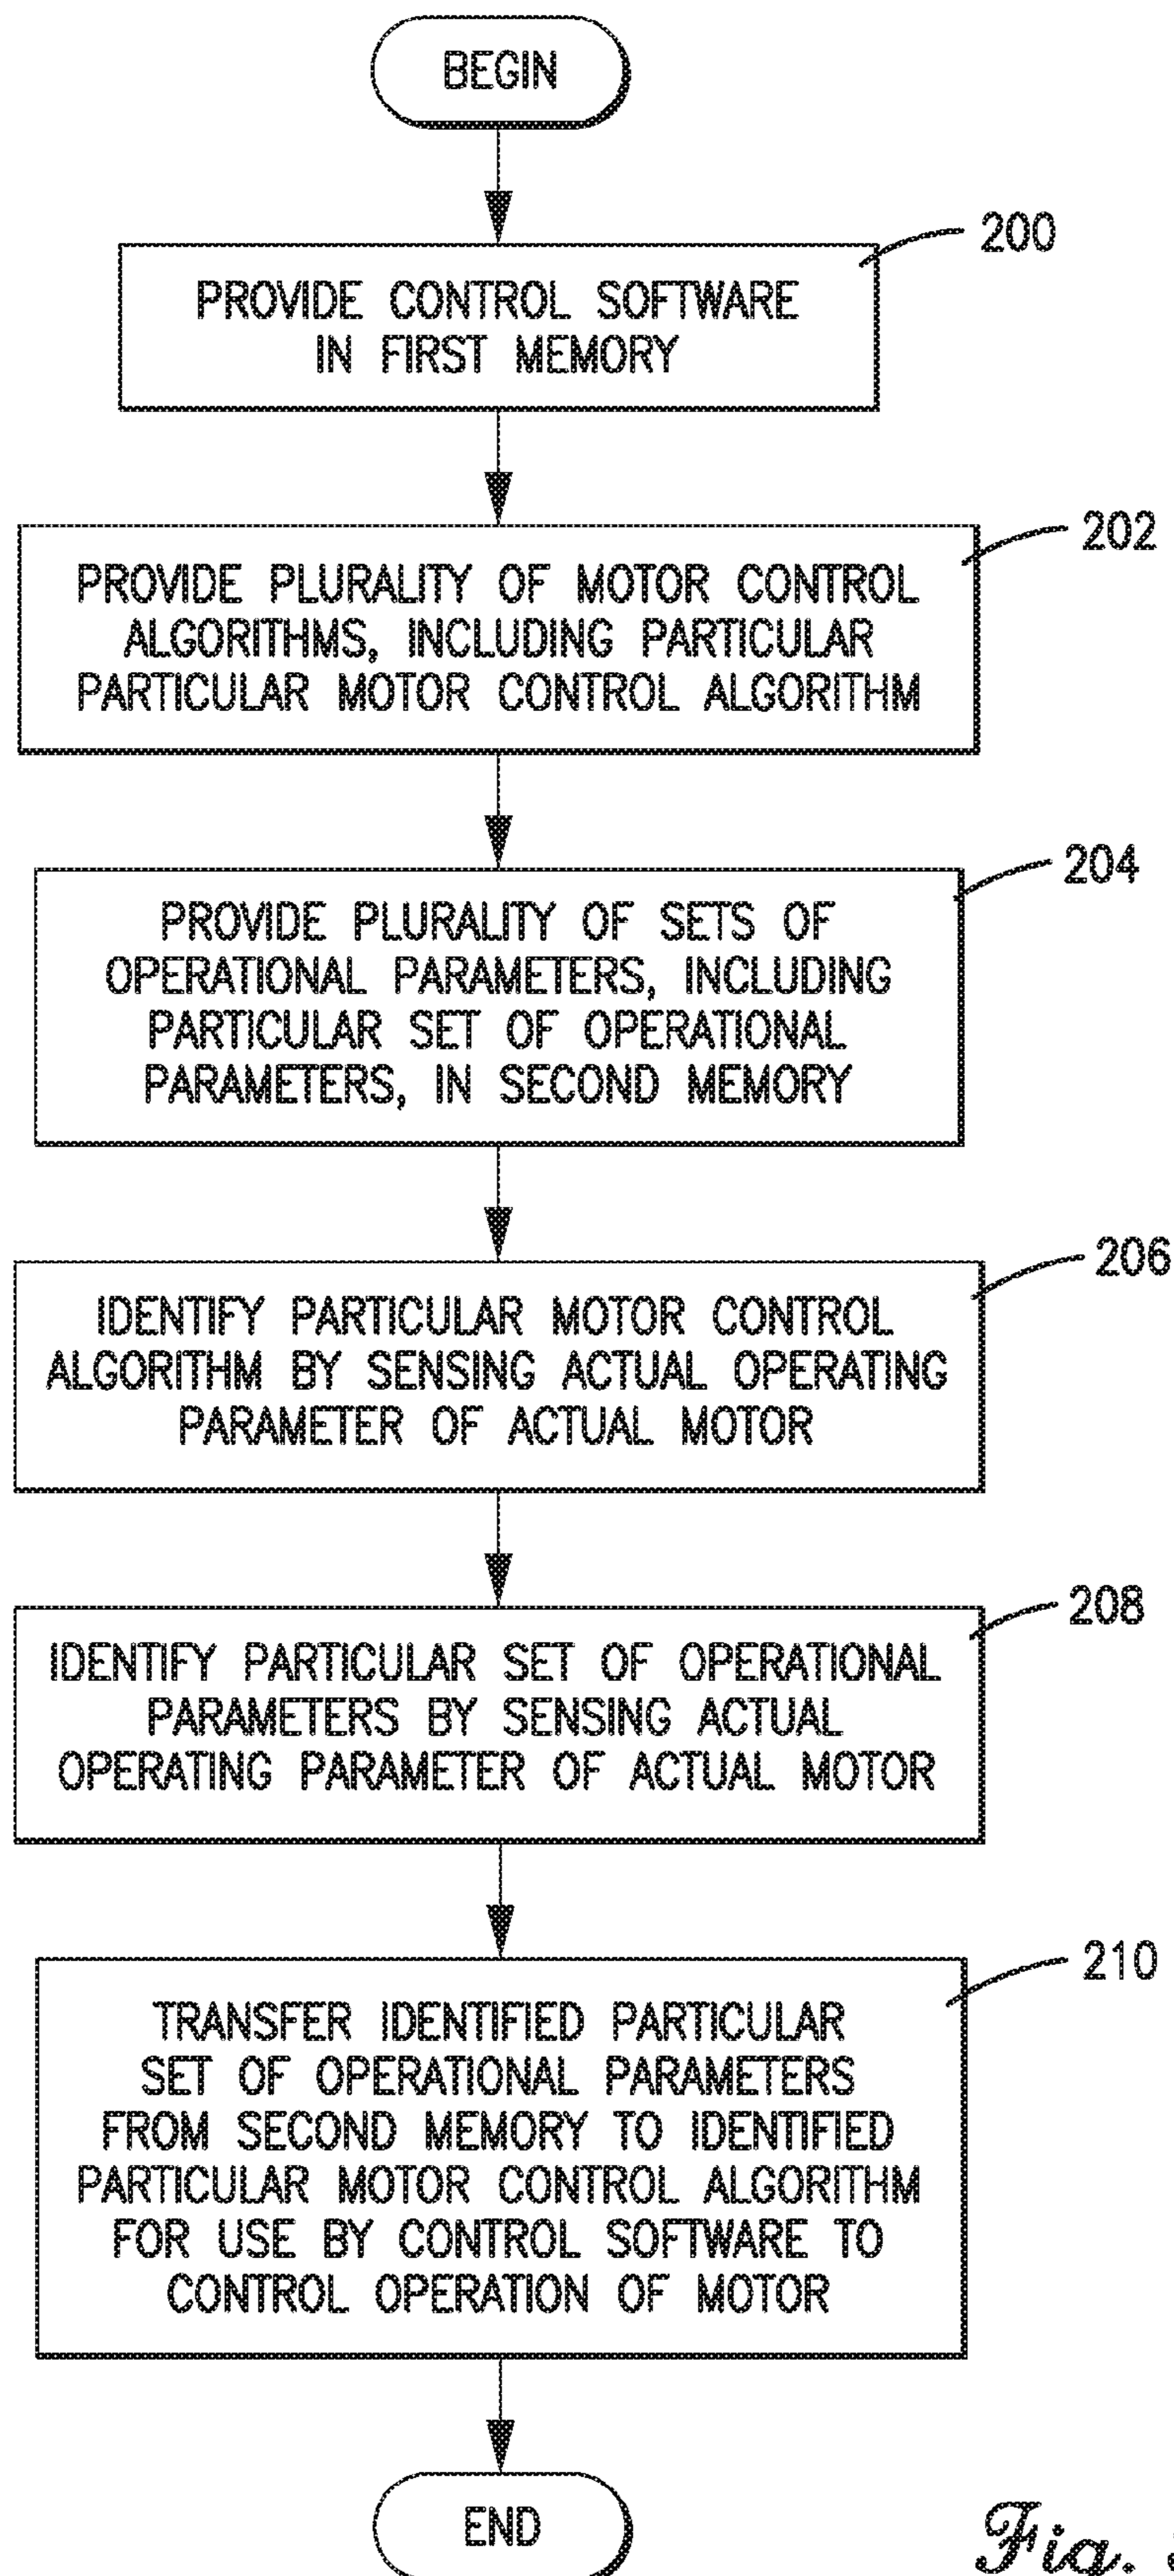 BEGIN
200
PROVIDE CONTROL SOFTWARE
IN FIRST MEMORY
202
PROVIDE PLURALITY OF MOTOR CONTROL
ALGORITHMS, INCLUDING PARTICULAR
PARTICULAR MOTOR CONTROL ALGORITHM
204
PROVIDE PLURALITY OF SETS OF
OPERATIONAL PARAMETERS, INCLUDING
PARTICULAR SET OF OPERATIONAL
PARAMETERS, IN SECOND MEMORY
206
IDENTIFY PARTICULAR MOTOR CONTROL
ALGORITHM BY SENSING ACTUAL OPERATING
PARAMETER OF ACTUAL MOTOR
208
IDENTIFY PARTICULAR SET OF OPERATIONAL
PARAMETERS BY SENSING ACTUAL
OPERATING PARAMETER OF ACTUAL MOTOR
210
TRANSFER IDENTIFIED PARTICULAR
SET OF OPERATIONAL PARAMETERS
FROM SECOND MEMORY TO IDENTIFIED
PARTICULAR MOTOR CONTROL ALGORITHM
FOR USE BY CONTROL SOFTWARE TO
CONTROL OPERATION OF MOTOR
END
Fig.